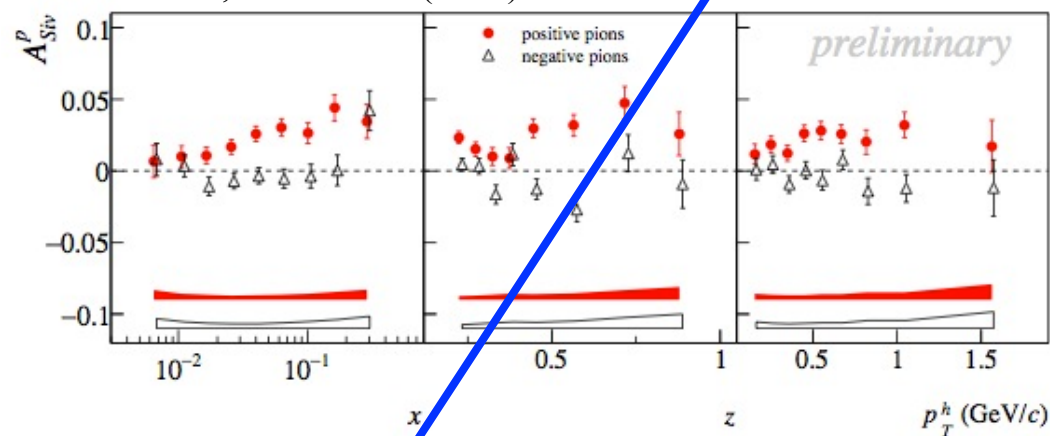 A^p_Siv
0.1
0.05
0
−0.05
−0.1
positive pions
negative pions
preliminary
10^−2 10^−1
0.5 1
0.5 1 1.5
x
z
p^h_T (GeV/c)